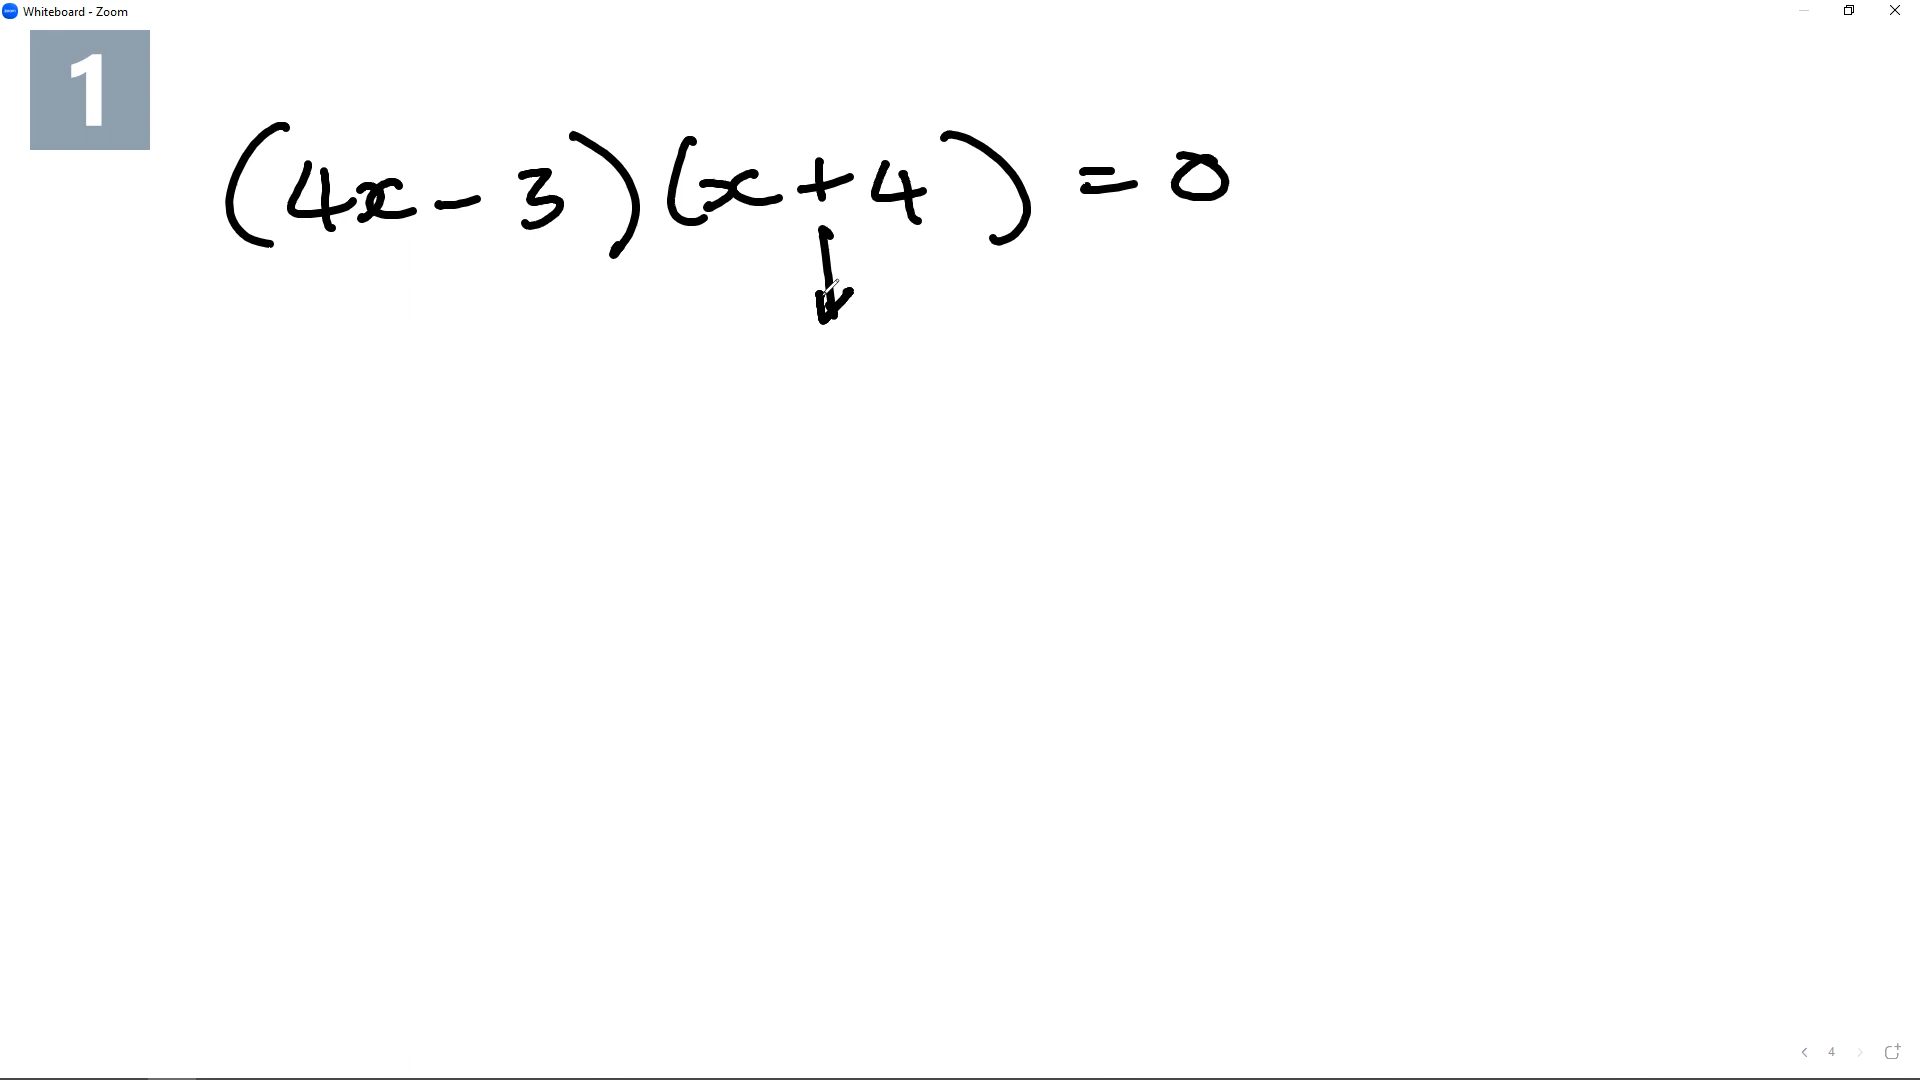 Whiteboard - Zoom
1
(4x - 3)(x + 4) = 0
4